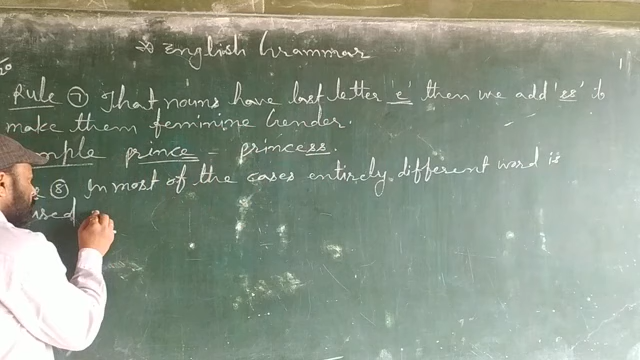 → English Grammar
Rule ⑦ That nouns have last letter 'e' then we add 'ss' to
make them feminine Gender.
mple prince - princess.
⑧ In most of the cases entirely different word is
used